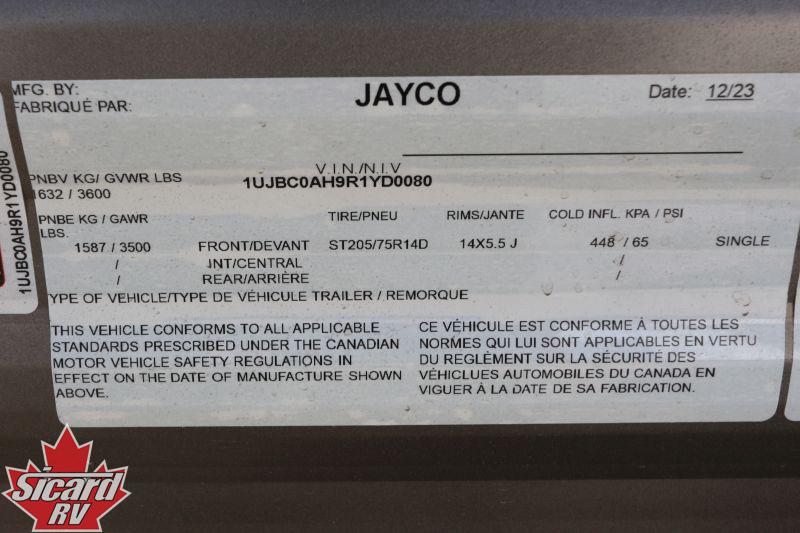 MFG. BY:
FABRIQUÉ PAR:
JAYCO
Date: 12/23
V.I.N./N.I.V
PNBV KG/ GVWR LBS
1UJBC0AH9R1YD0080
1632 / 3600
PNBE KG / GAWR
LBS.
TIRE/PNEU
RIMS/JANTE
COLD INFL. KPA / PSI
1587 / 3500 FRONT/DEVANT ST205/75R14D 14X5.5 J 448 / 65 SINGLE
/ INT/CENTRAL /
/ REAR/ARRIÈRE /
TYPE OF VEHICLE/TYPE DE VÉHICULE TRAILER / REMORQUE
THIS VEHICLE CONFORMS TO ALL APPLICABLE
STANDARDS PRESCRIBED UNDER THE CANADIAN
MOTOR VEHICLE SAFETY REGULATIONS IN
EFFECT ON THE DATE OF MANUFACTURE SHOWN
ABOVE.
CE VÉHICULE EST CONFORME À TOUTES LES
NORMES QUI LUI SONT APPLICABLES EN VERTU
DU REGLÈMENT SUR LA SÉCURITÉ DES
VÉHICLUES AUTOMOBILES DU CANADA EN
VIGUER À LA DATE DE SA FABRICATION.
1UJBC0AH9R1YD0080
Sicard
RV